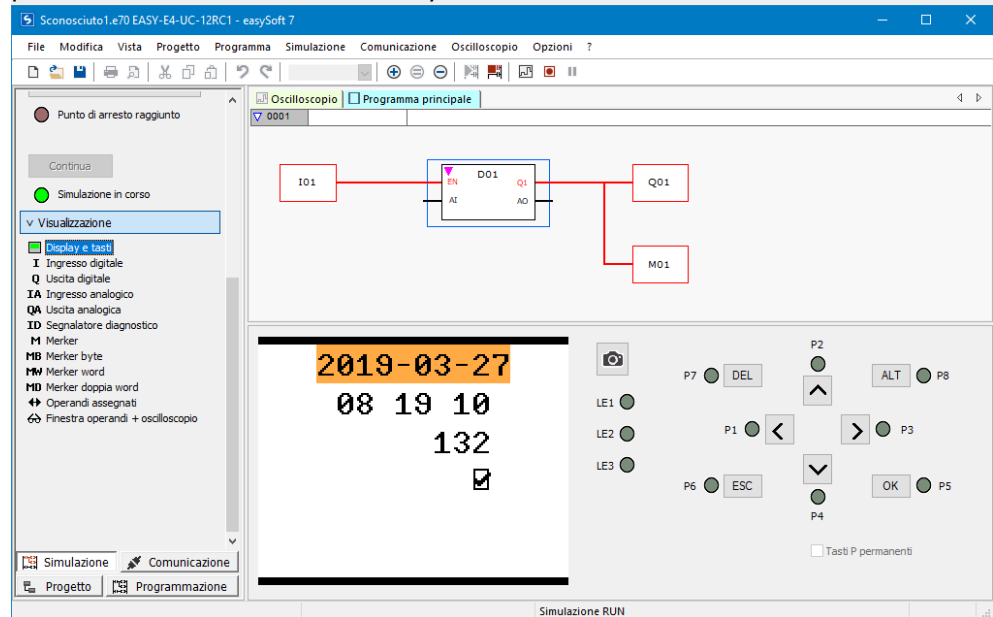 Sconosciuto1.e70 EASY-E4-UC-12RC1 - easySoft 7
File Modifica Vista Progetto Programma Simulazione Comunicazione Oscilloscopio Opzioni ?
Punto di arresto raggiunto
Continua
Simulazione in corso
Visualizzazione
Display e tasti
I Ingresso digitale
Q Uscita digitale
IA Ingresso analogico
QA Uscita analogica
ID Segnalatore diagnostico
M Merker
MB Merker byte
MW Merker word
MD Merker doppia word
Operandi assegnati
Finestra operandi + oscilloscopio
Simulazione Comunicazione
Progetto Programmazione
Oscilloscopio Programma principale
0001
I01
D01
EN Q1
AI AO
Q01
M01
2019-03-27
08 19 10
132
LE1
LE2
LE3
P2
P7 DEL
ALT P8
P1
P3
P6 ESC
OK P5
P4
Tasti P permanenti
Simulazione RUN